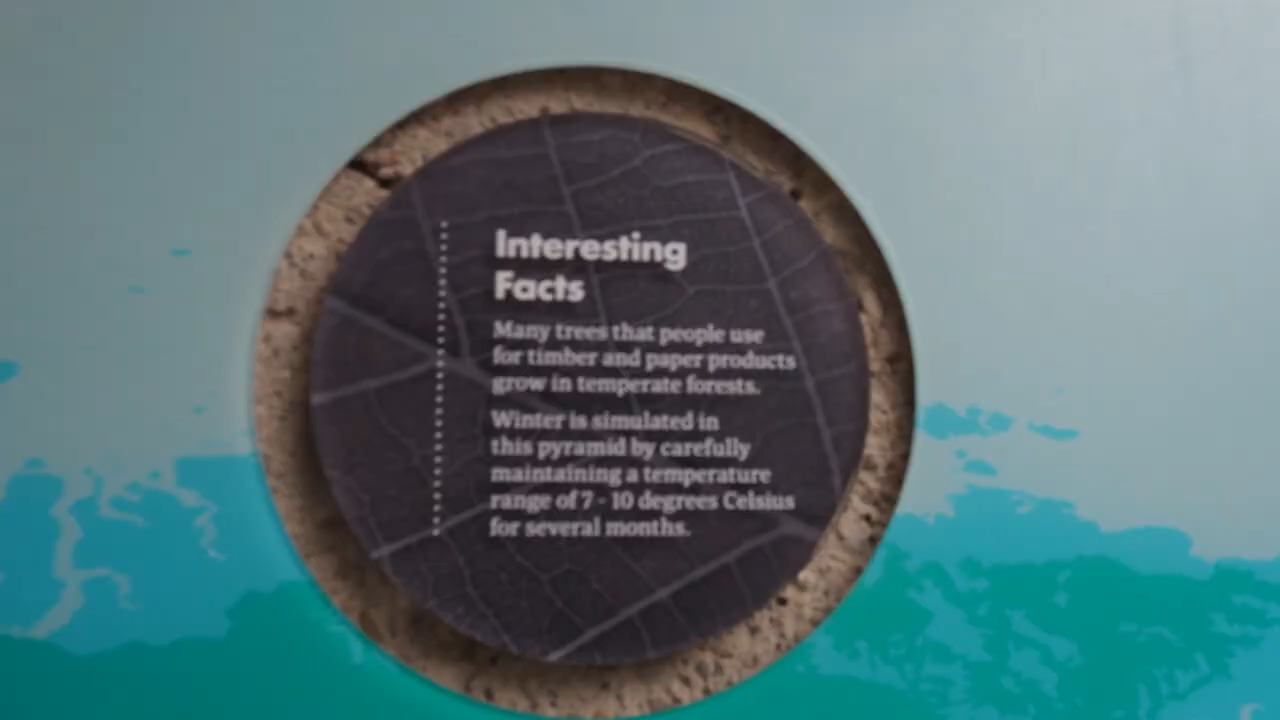 Interesting
Facts
Many trees that people use
for timber and paper products
grow in temperate forests.
Winter is simulated in
this pyramid by carefully
maintaining a temperature
range of 7 - 10 degrees Celsius
for several months.